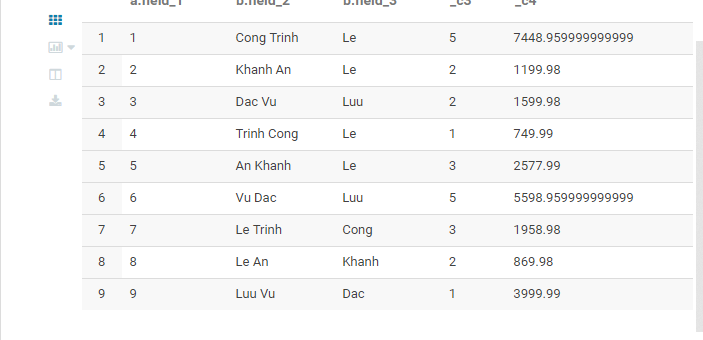 a.field_1 b.field_2 b.field_3 _c3 _c4
1 1 Cong Trinh Le 5 7448.959999999999
2 2 Khanh An Le 2 1199.98
3 3 Dac Vu Luu 2 1599.98
4 4 Trinh Cong Le 1 749.99
5 5 An Khanh Le 3 2577.99
6 6 Vu Dac Luu 5 5598.959999999999
7 7 Le Trinh Cong 3 1958.98
8 8 Le An Khanh 2 869.98
9 9 Luu Vu Dac 1 3999.99